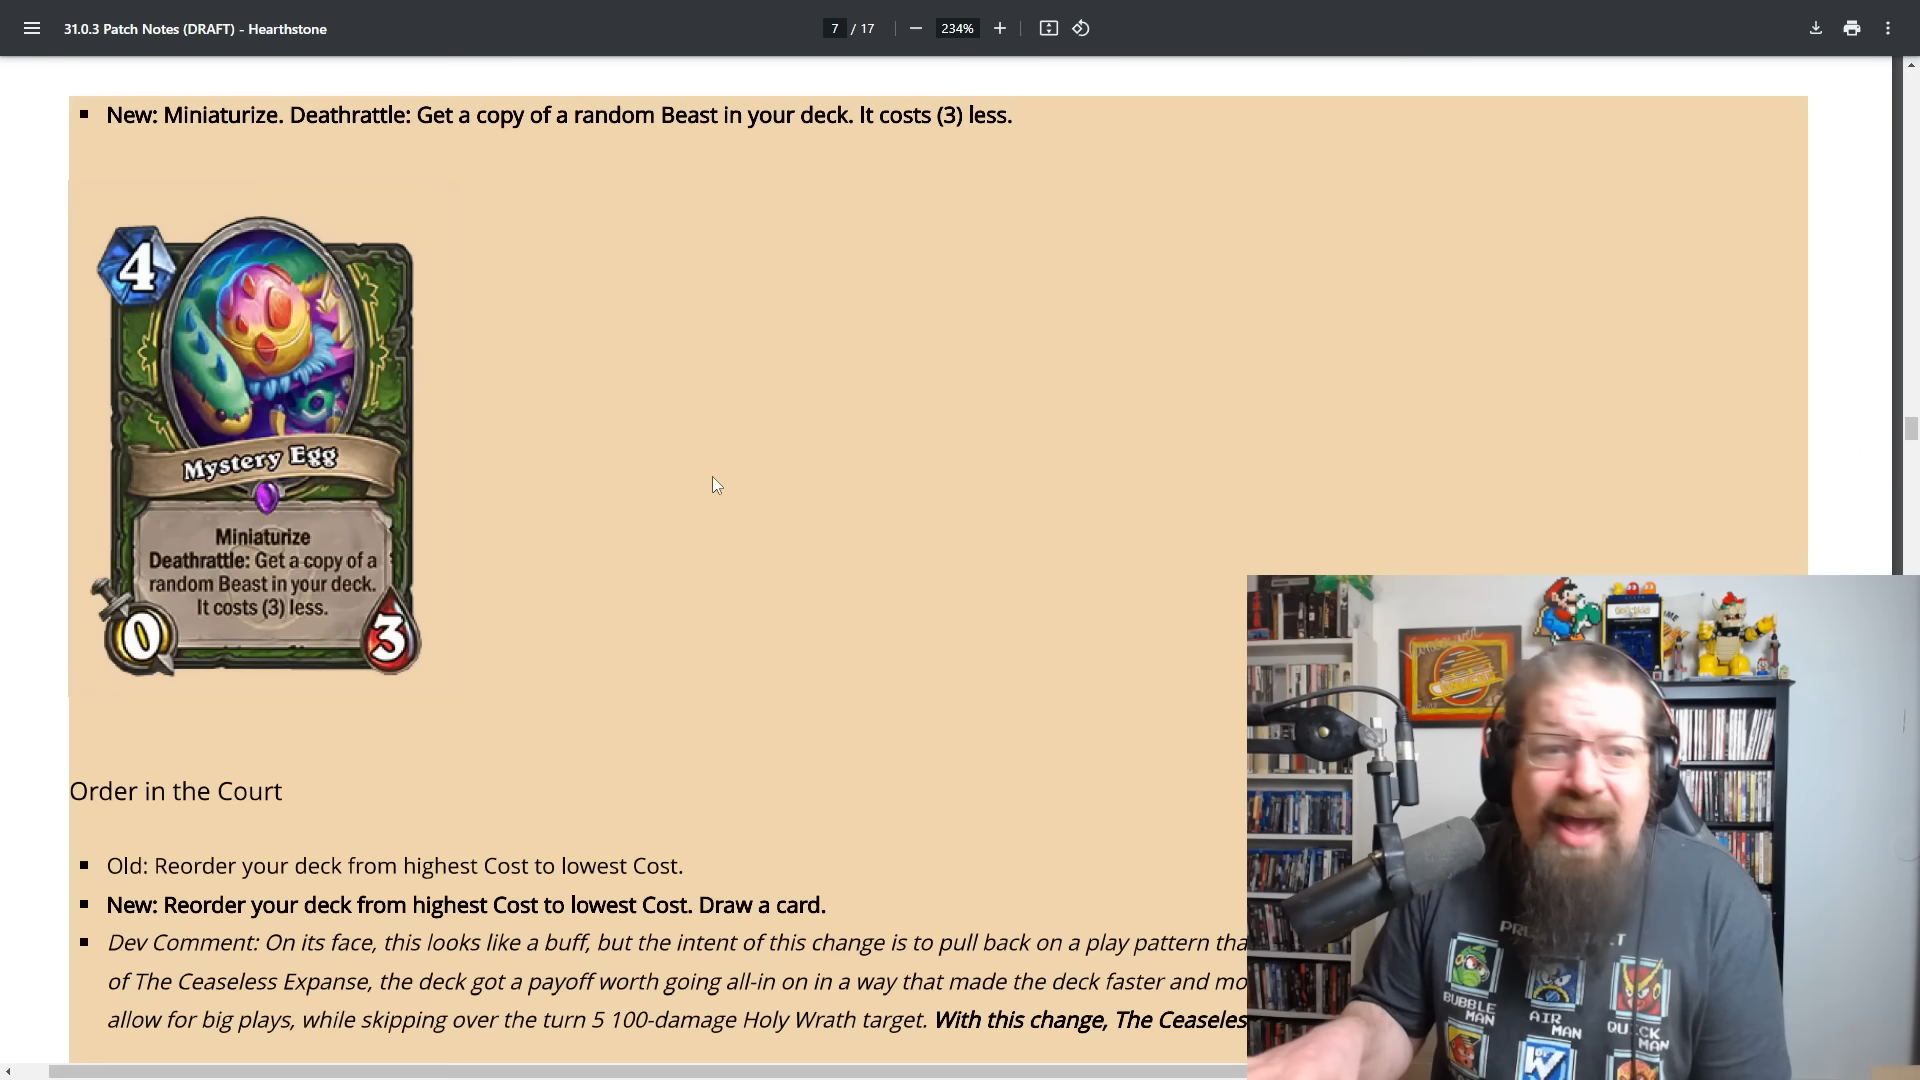 31.0.3 Patch Notes (DRAFT) - Hearthstone
7 / 17
234%
New: Miniaturize. Deathrattle: Get a copy of a random Beast in your deck. It costs (3) less.
4
Mystery Egg
Miniaturize
Deathrattle: Get a copy of a
random Beast in your deck.
It costs (3) less.
0
3
Order in the Court
Old: Reorder your deck from highest Cost to lowest Cost.
New: Reorder your deck from highest Cost to lowest Cost. Draw a card.
Dev Comment: On its face, this looks like a buff, but the intent of this change is to pull back on a play pattern tha
of The Ceaseless Expanse, the deck got a payoff worth going all-in on in a way that made the deck faster and mo
allow for big plays, while skipping over the turn 5 100-damage Holy Wrath target. With this change, The Ceaseles
BUBBLE
MAN
AIR
MAN
QUICK
MAN